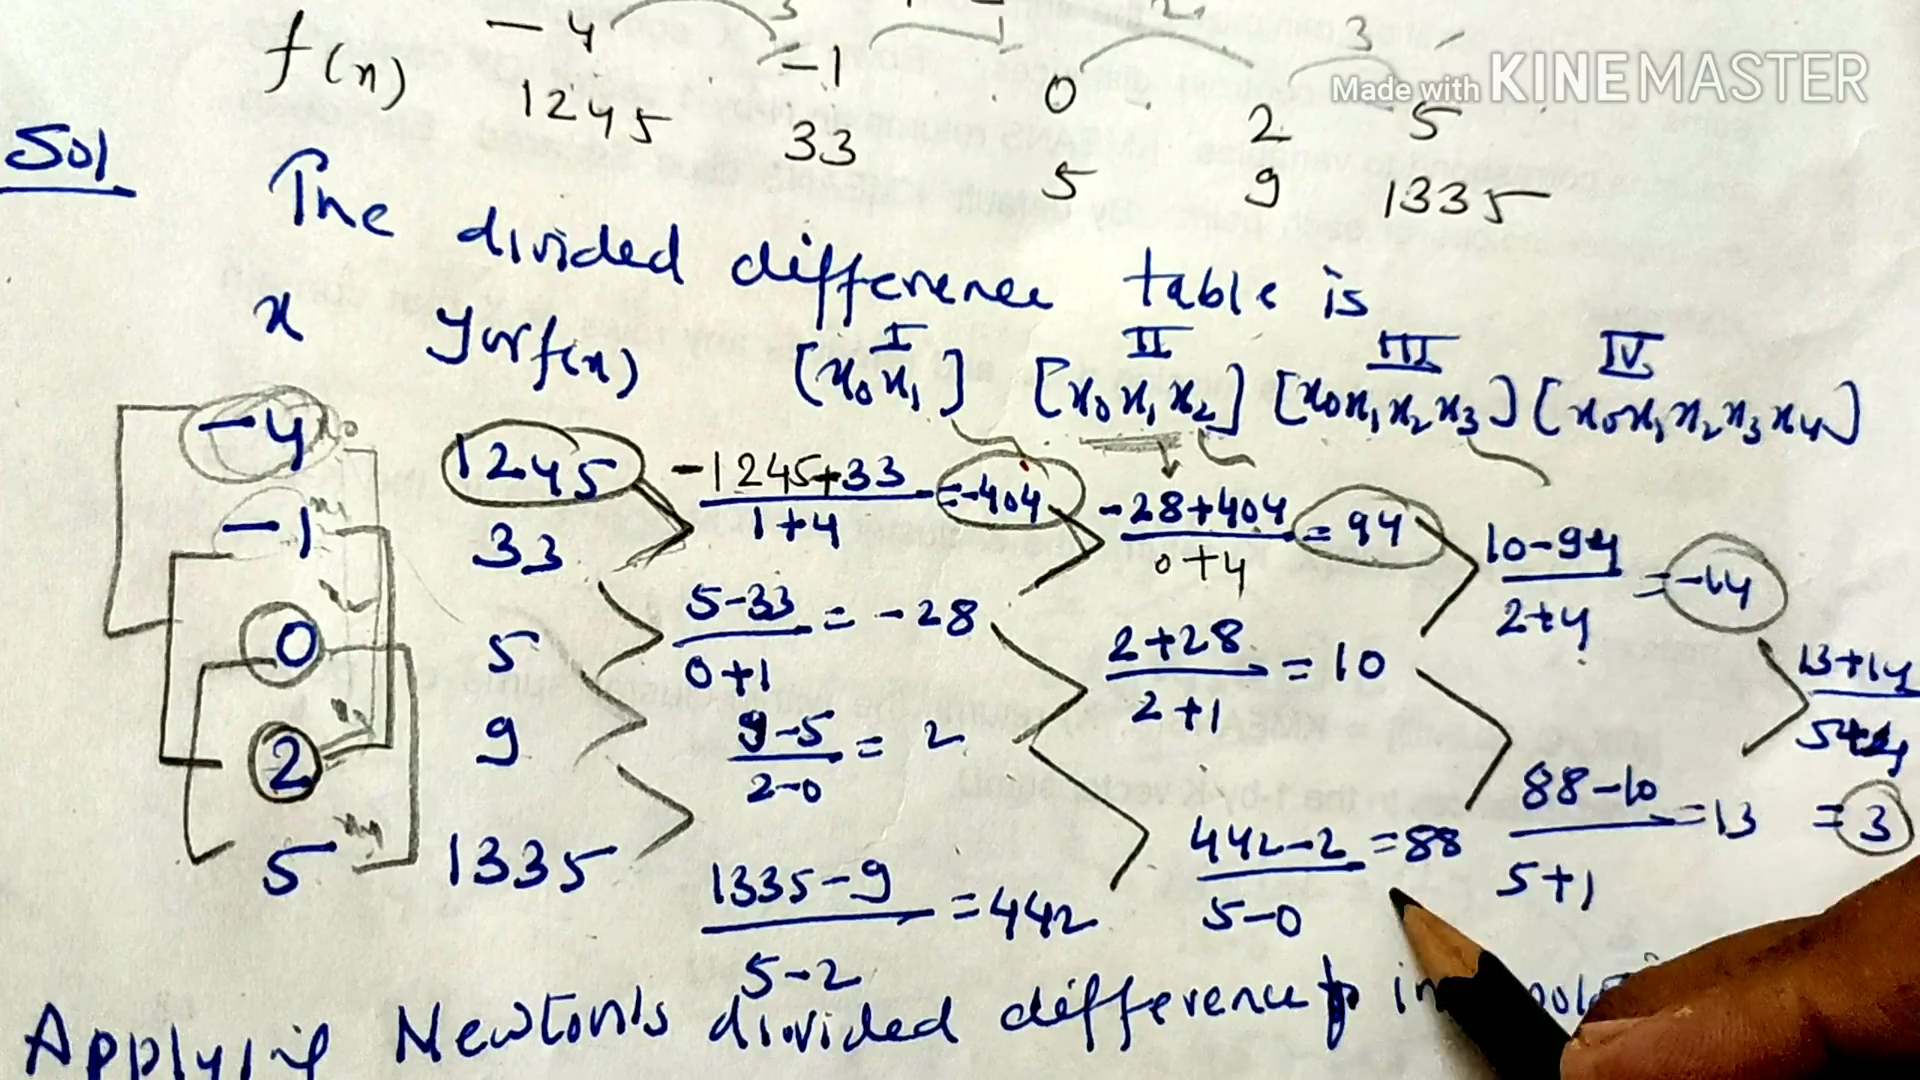 3
Made with KINEMASTER
f(x) -4 -1 0 2 5
1245 33 5 9 1335
Sol
The divided difference table is
x y or f(x) I [x0 x1] II [x0 x1 x2] III [x0 x1 x2 x3] IV [x0 x1 x2 x3 x4]
-4 x0 1245 -1245+33 / 1+4 = -404 -28+404 / 0+4 = 94 10-94 / 2+4 = -14
-1 x1 33 5-33 / 0+1 = -28 2+28 / 2+1 = 10 13+14 / 5+4 = 3
0 5 9-5 / 2-0 = 2 88-10 / 5+1 = 13
2 9 442-2 / 5-0 = 88
5 1335 1335-9 / 5-2 = 442
Applying Newton's divided difference